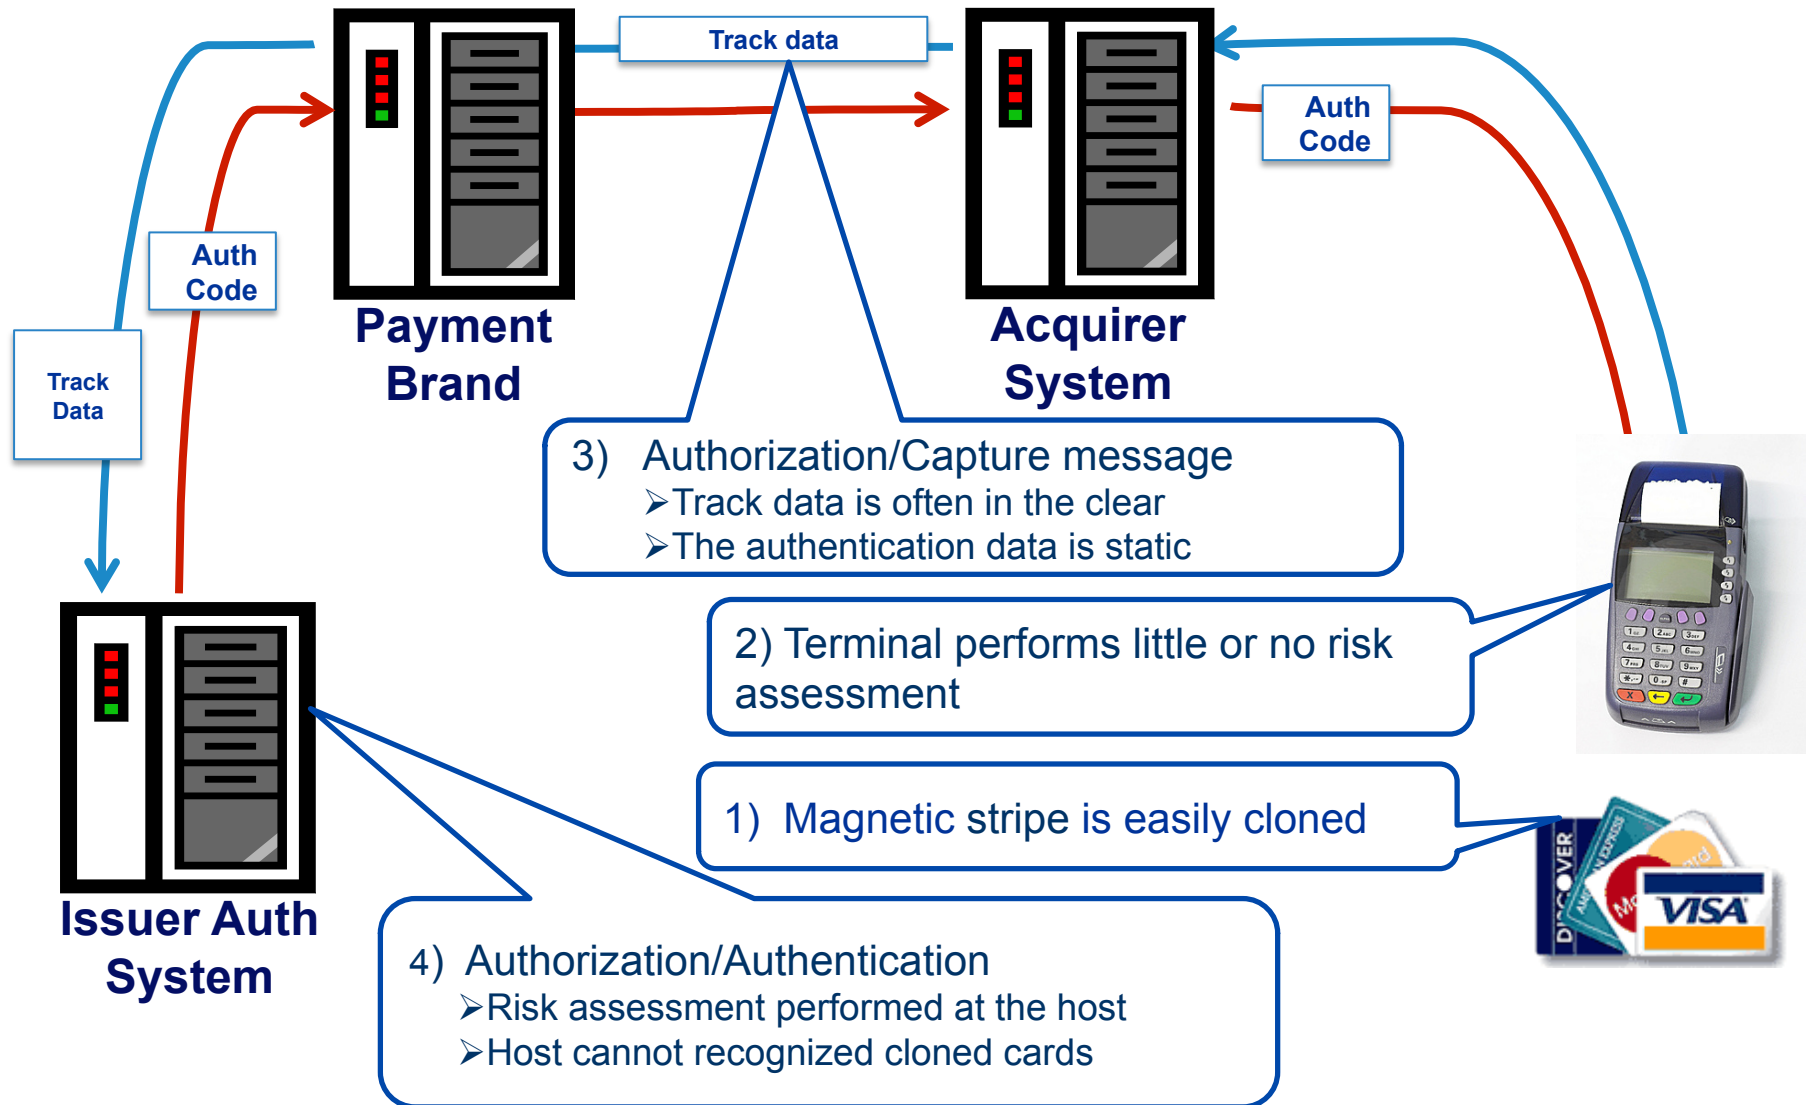 Track data
Auth
Code
Auth
Code
Track
Data
Payment
Brand
Acquirer
System
3) Authorization/Capture message
➢Track data is often in the clear
➢The authentication data is static
2) Terminal performs little or no risk
assessment
1) Magnetic stripe is easily cloned
Issuer Auth
System
4) Authorization/Authentication
➢Risk assessment performed at the host
➢Host cannot recognized cloned cards
DISCOVER
VISA